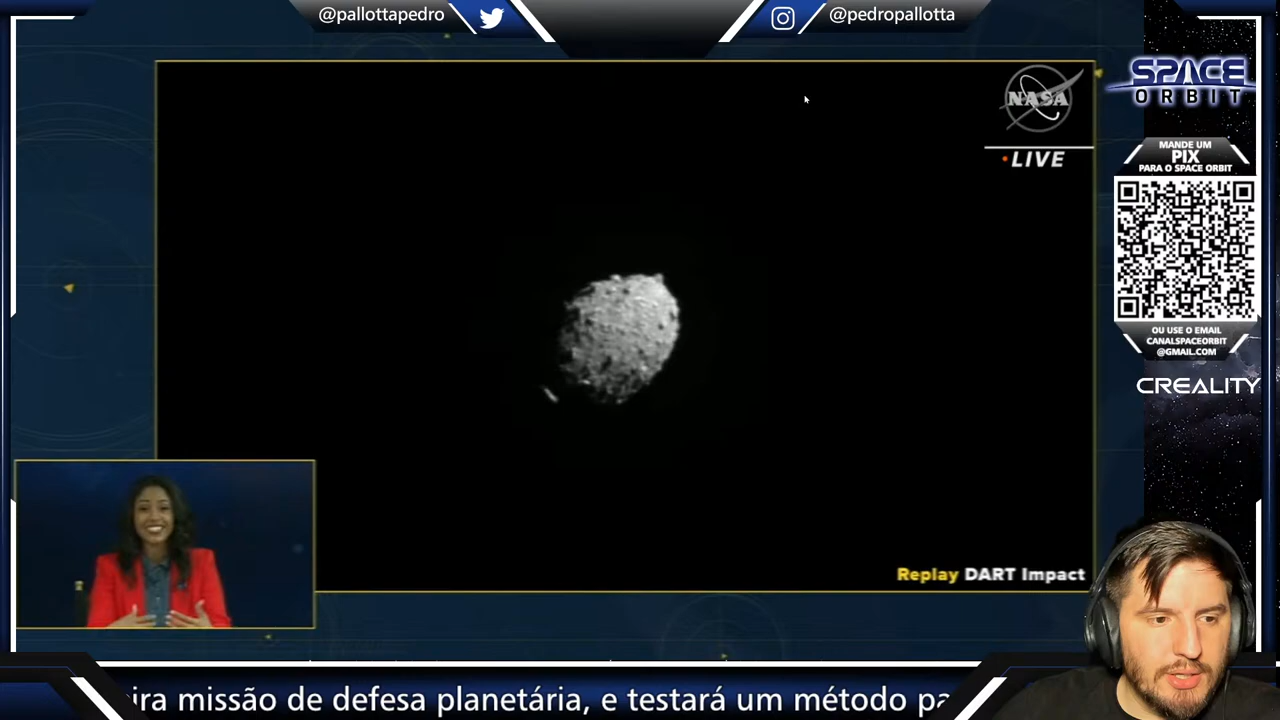 @pallottapedro
@pedropallotta
NASA
LIVE
SPACE
ORBIT
MANDE UM
PIX
PARA O SPACE ORBIT
OU USE O EMAIL
CANALSPACEORBIT
@GMAIL.COM
CREALITY
Replay DART Impact
ira missão de defesa planetária, e testará um método pa